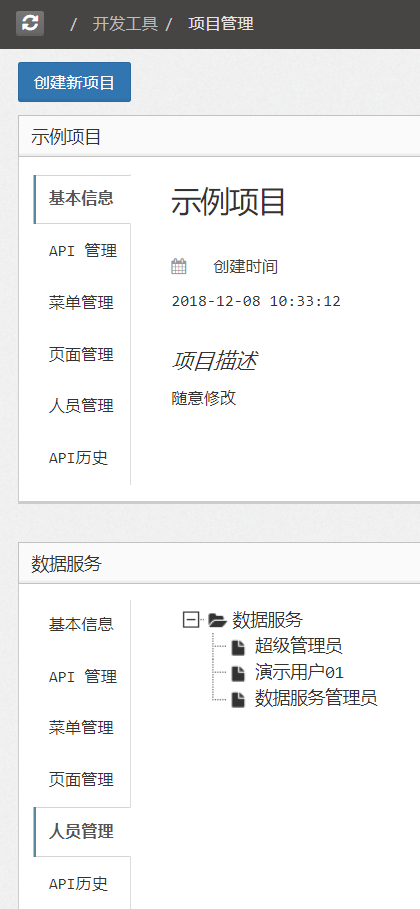 / 开发工具 / 项目管理
创建新项目
示例项目
基本信息
API 管理
菜单管理
页面管理
人员管理
API历史
示例项目
创建时间
2018-12-08 10:33:12
项目描述
随意修改
数据服务
基本信息
API 管理
菜单管理
页面管理
人员管理
API历史
数据服务
超级管理员
演示用户01
数据服务管理员